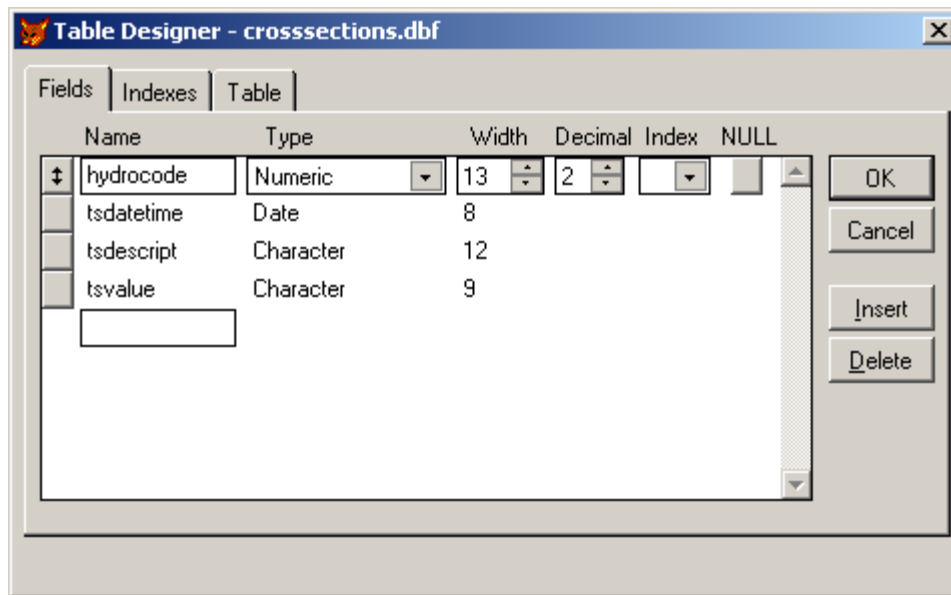 Table Designer - crosssections.dbf
Fields Indexes Table
Name Type Width Decimal Index NULL
hydrocode Numeric 13 2 OK
tsdatetime Date 8
Cancel
tsdescript Character 12
tsvalue Character 9
Insert
Delete